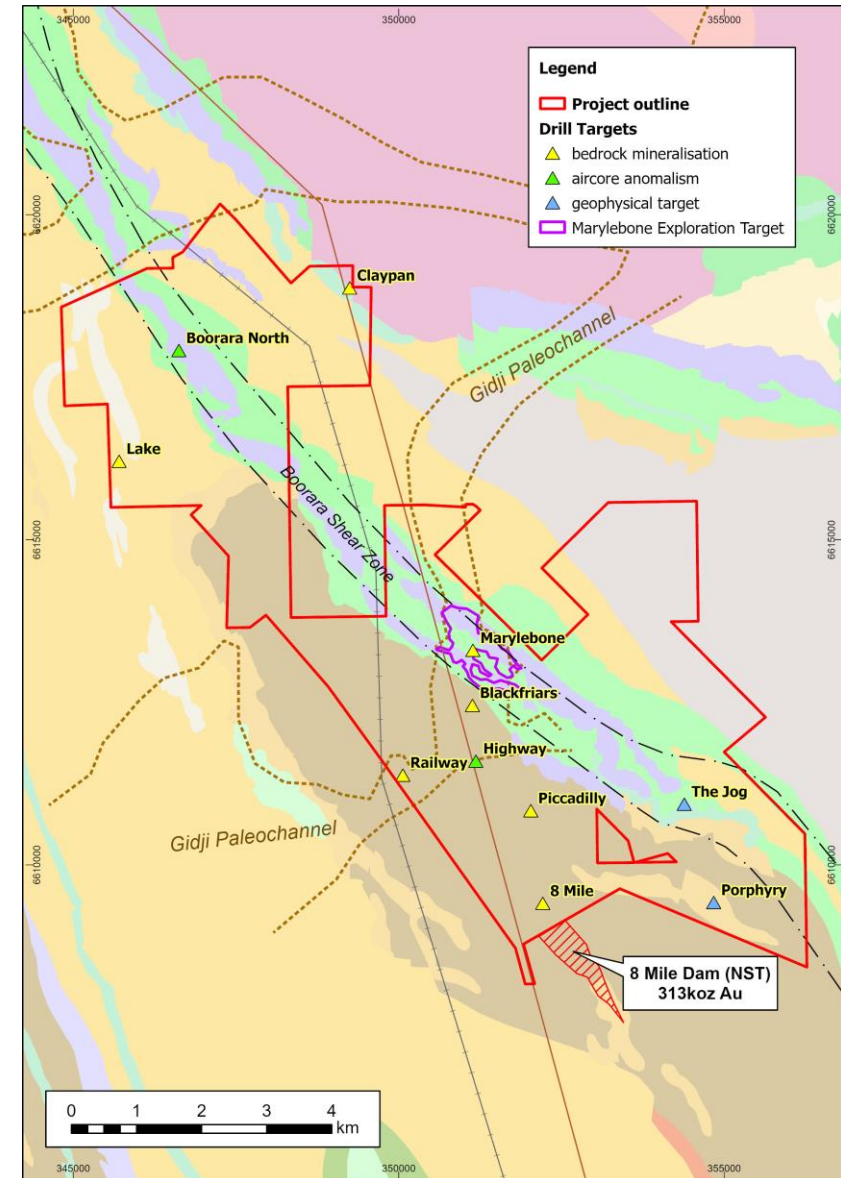 345000
350000
355000
Legend
Project outline
Drill Targets
bedrock mineralisation
aircore anomalism
geophysical target
Marylebone Exploration Target
6620000
6620000
Claypan
Boorara North
Gidji Paleochannel
Lake
Boorara Shear Zone
6615000
6615000
Marylebone
Blackfriars
Highway
Railway
The Jog
Piccadilly
Gidji Paleochannel
6610000
6610000
8 Mile
Porphyry
8 Mile Dam (NST)
313koz Au
0 1 2 3 4
km
345000
350000
355000